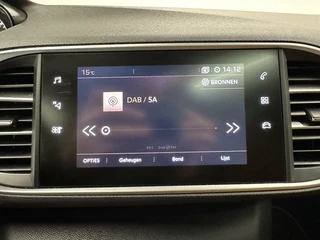 15°C 14:12
BRONNEN
DAB / 5A
OPTIES Geheugen Band Lijst